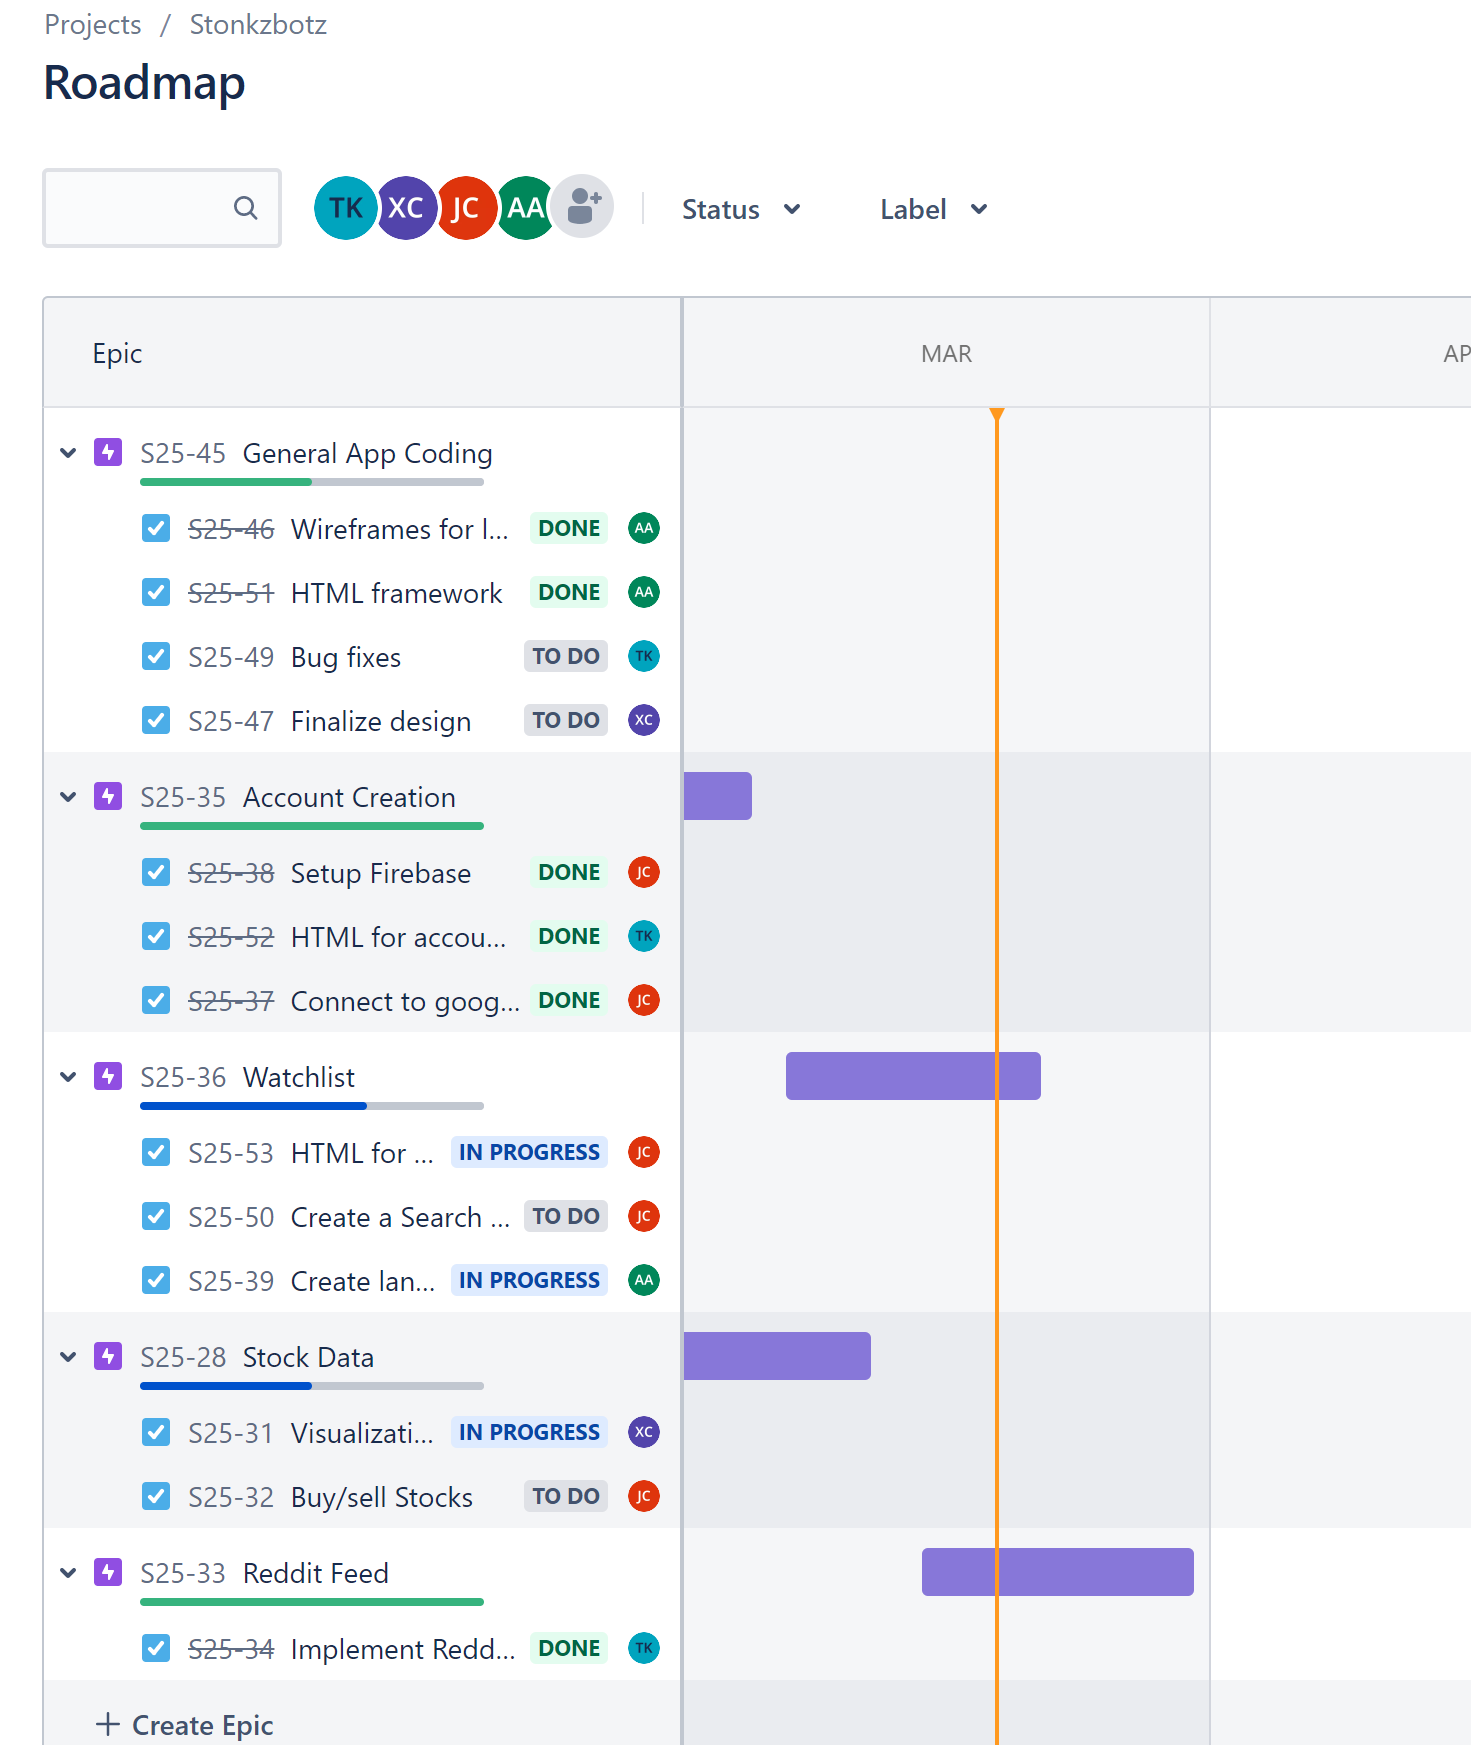 Projects / Stonkzbotz
Roadmap
TK XC JC AA Status Label
Epic MAR AP
S25-45 General App Coding
S25-46 Wireframes for l... DONE AA
S25-51 HTML framework DONE AA
S25-49 Bug fixes TO DO TK
S25-47 Finalize design TO DO XC
S25-35 Account Creation
S25-38 Setup Firebase DONE JC
S25-52 HTML for accou... DONE TK
S25-37 Connect to goog... DONE JC
S25-36 Watchlist
S25-53 HTML for ... IN PROGRESS JC
S25-50 Create a Search ... TO DO JC
S25-39 Create lan... IN PROGRESS AA
S25-28 Stock Data
S25-31 Visualizati... IN PROGRESS XC
S25-32 Buy/sell Stocks TO DO JC
S25-33 Reddit Feed
S25-34 Implement Redd... DONE TK
+ Create Epic